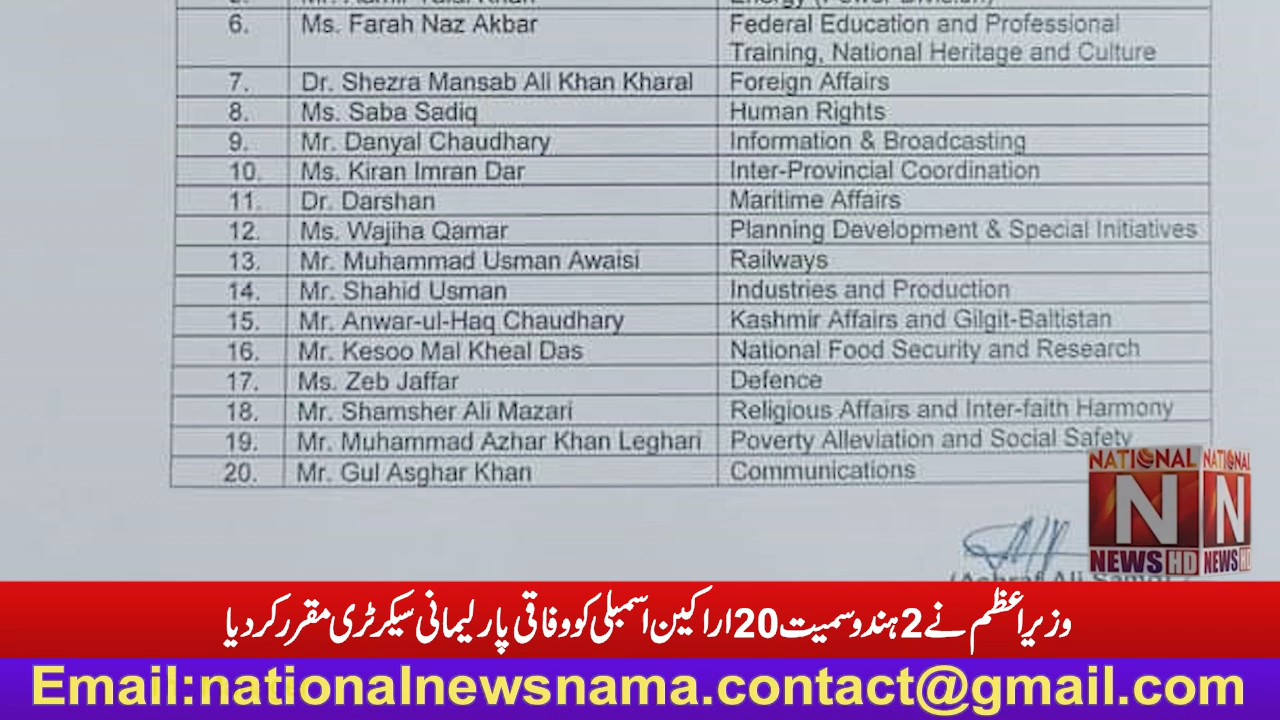 6. Ms. Farah Naz Akbar Federal Education and Professional
Training, National Heritage and Culture
7. Dr. Shezra Mansab Ali Khan Kharal Foreign Affairs
8. Ms. Saba Sadiq Human Rights
9. Mr. Danyal Chaudhary Information & Broadcasting
10. Ms. Kiran Imran Dar Inter-Provincial Coordination
11. Dr. Darshan Maritime Affairs
12. Ms. Wajiha Qamar Planning Development & Special Initiatives
13. Mr. Muhammad Usman Awaisi Railways
14. Mr. Shahid Usman Industries and Production
15. Mr. Anwar-ul-Haq Chaudhary Kashmir Affairs and Gilgit-Baltistan
16. Mr. Kesoo Mal Kheal Das National Food Security and Research
17. Ms. Zeb Jaffar Defence
18. Mr. Shamsher Ali Mazari Religious Affairs and Inter-faith Harmony
19. Mr. Muhammad Azhar Khan Leghari Poverty Alleviation and Social Safety
20. Mr. Gul Asghar Khan Communications
NATIONAL NATIONAL
N N
NEWS HD NEWS HD
وزیراعظم نے 2 ہندو سمیت 20 اراکین اسمبلی کو وفاقی پارلیمانی سیکرٹری مقرر کر دیا
Email:nationalnewsnama.contact@gmail.com